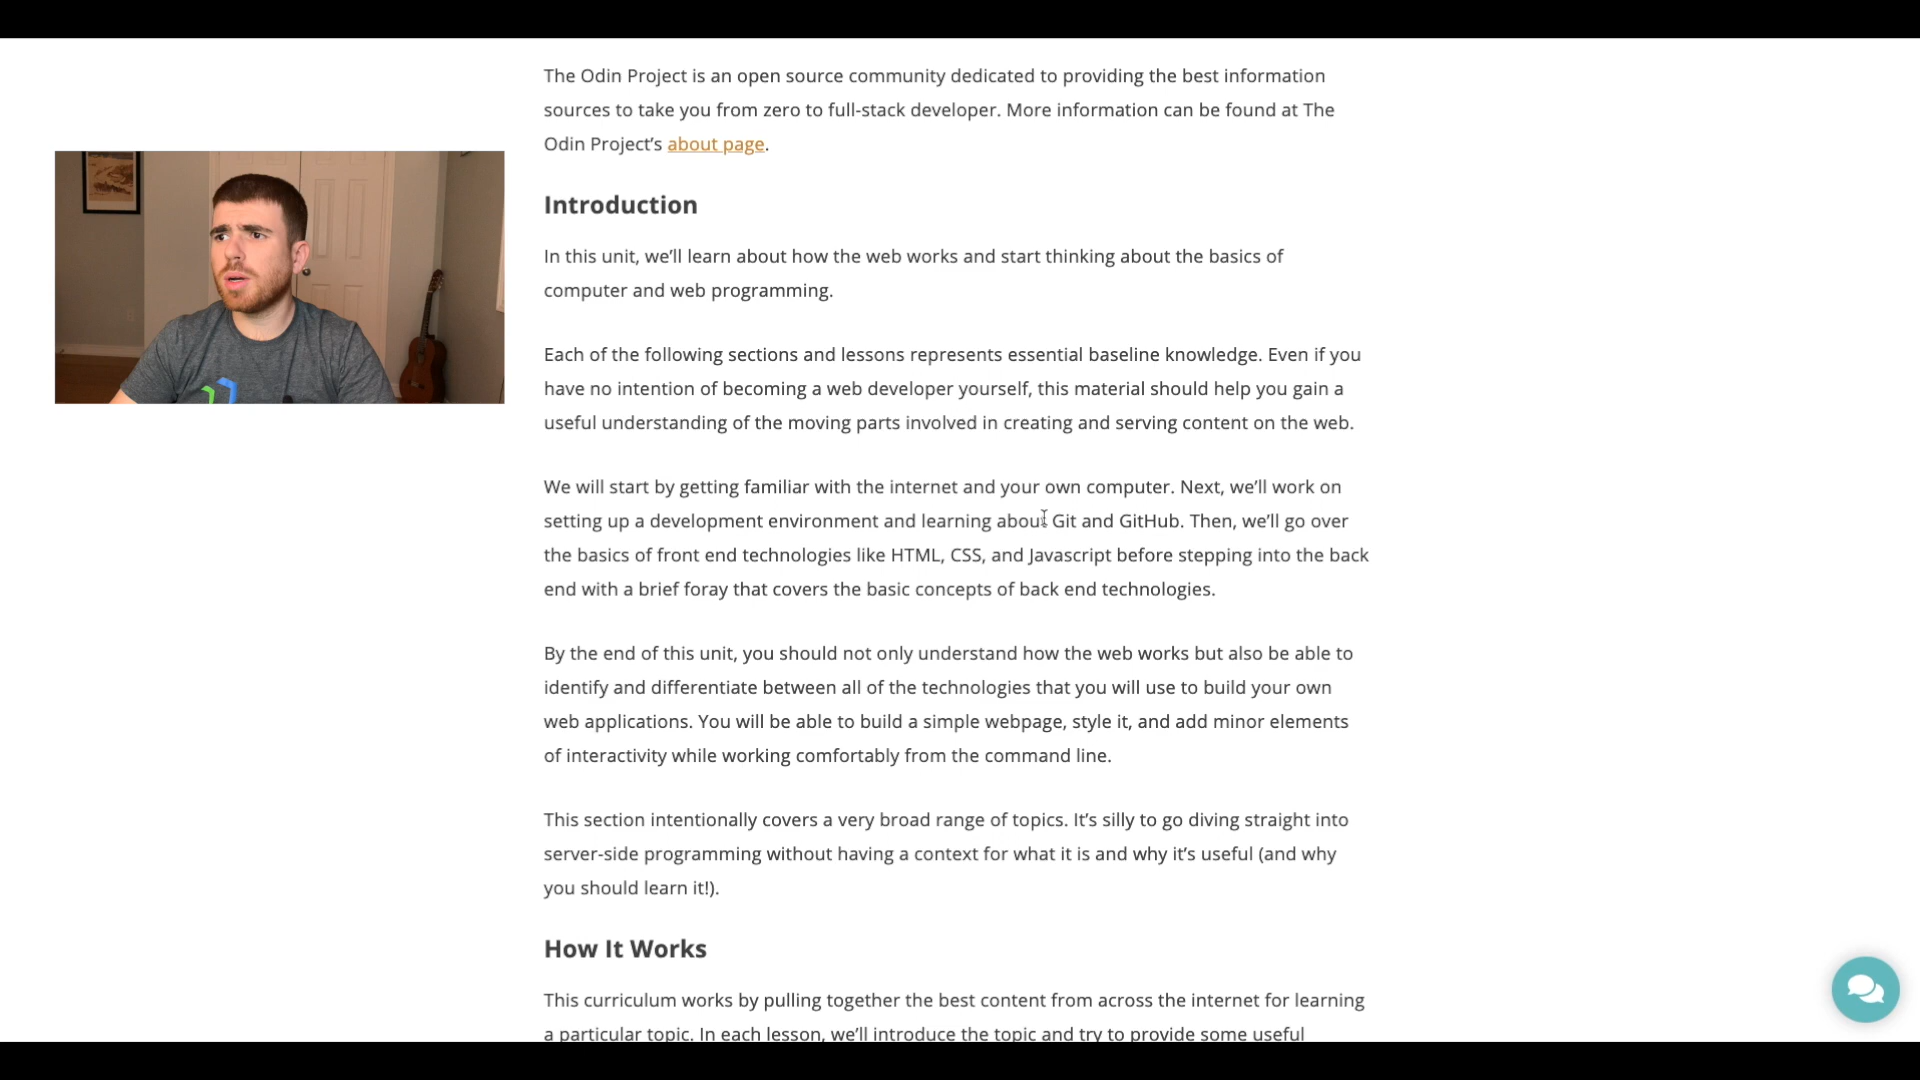 The Odin Project is an open source community dedicated to providing the best information
sources to take you from zero to full-stack developer. More information can be found at The
Odin Project’s about page.
Introduction
In this unit, we’ll learn about how the web works and start thinking about the basics of
computer and web programming.
Each of the following sections and lessons represents essential baseline knowledge. Even if you
have no intention of becoming a web developer yourself, this material should help you gain a
useful understanding of the moving parts involved in creating and serving content on the web.
We will start by getting familiar with the internet and your own computer. Next, we’ll work on
setting up a development environment and learning about Git and GitHub. Then, we’ll go over
the basics of front end technologies like HTML, CSS, and Javascript before stepping into the back
end with a brief foray that covers the basic concepts of back end technologies.
By the end of this unit, you should not only understand how the web works but also be able to
identify and differentiate between all of the technologies that you will use to build your own
web applications. You will be able to build a simple webpage, style it, and add minor elements
of interactivity while working comfortably from the command line.
This section intentionally covers a very broad range of topics. It’s silly to go diving straight into
server-side programming without having a context for what it is and why it’s useful (and why
you should learn it!).
How It Works
This curriculum works by pulling together the best content from across the internet for learning
a particular topic. In each lesson, we’ll introduce the topic and try to provide some useful